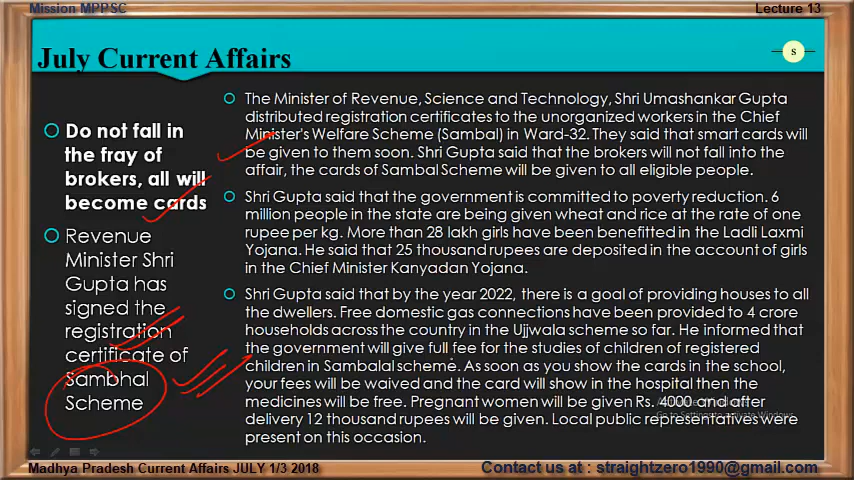 Mission MPPSC
Lecture 13
July Current Affairs
S
Do not fall in
the fray of
brokers, all will
become cards
Revenue
Minister Shri
Gupta has
signed the
registration
certificate of
Sambhal
Scheme
The Minister of Revenue, Science and Technology, Shri Umashankar Gupta
distributed registration certificates to the unorganized workers in the Chief
Minister's Welfare Scheme (Sambal) in Ward-32. They said that smart cards will
be given to them soon. Shri Gupta said that the brokers will not fall into the
affair, the cards of Sambal Scheme will be given to all eligible people.
Shri Gupta said that the government is committed to poverty reduction. 6
million people in the state are being given wheat and rice at the rate of one
rupee per kg. More than 28 lakh girls have been benefitted in the Ladli Laxmi
Yojana. He said that 25 thousand rupees are deposited in the account of girls
in the Chief Minister Kanyadan Yojana.
Shri Gupta said that by the year 2022, there is a goal of providing houses to all
the dwellers. Free domestic gas connections have been provided to 4 crore
households across the country in the Ujjwala scheme so far. He informed that
the government will give full fee for the studies of children of registered
children in Sambalal scheme. As soon as you show the cards in the school,
your fees will be waived and the card will show in the hospital then the
medicines will be free. Pregnant women will be given Rs. 4000 and after
delivery 12 thousand rupees will be given. Local public representatives were
present on this occasion.
Go to Settings to activate Windows.
Madhya Pradesh Current Affairs JULY 1/3 2018
Contact us at : straightzero1990@gmail.com